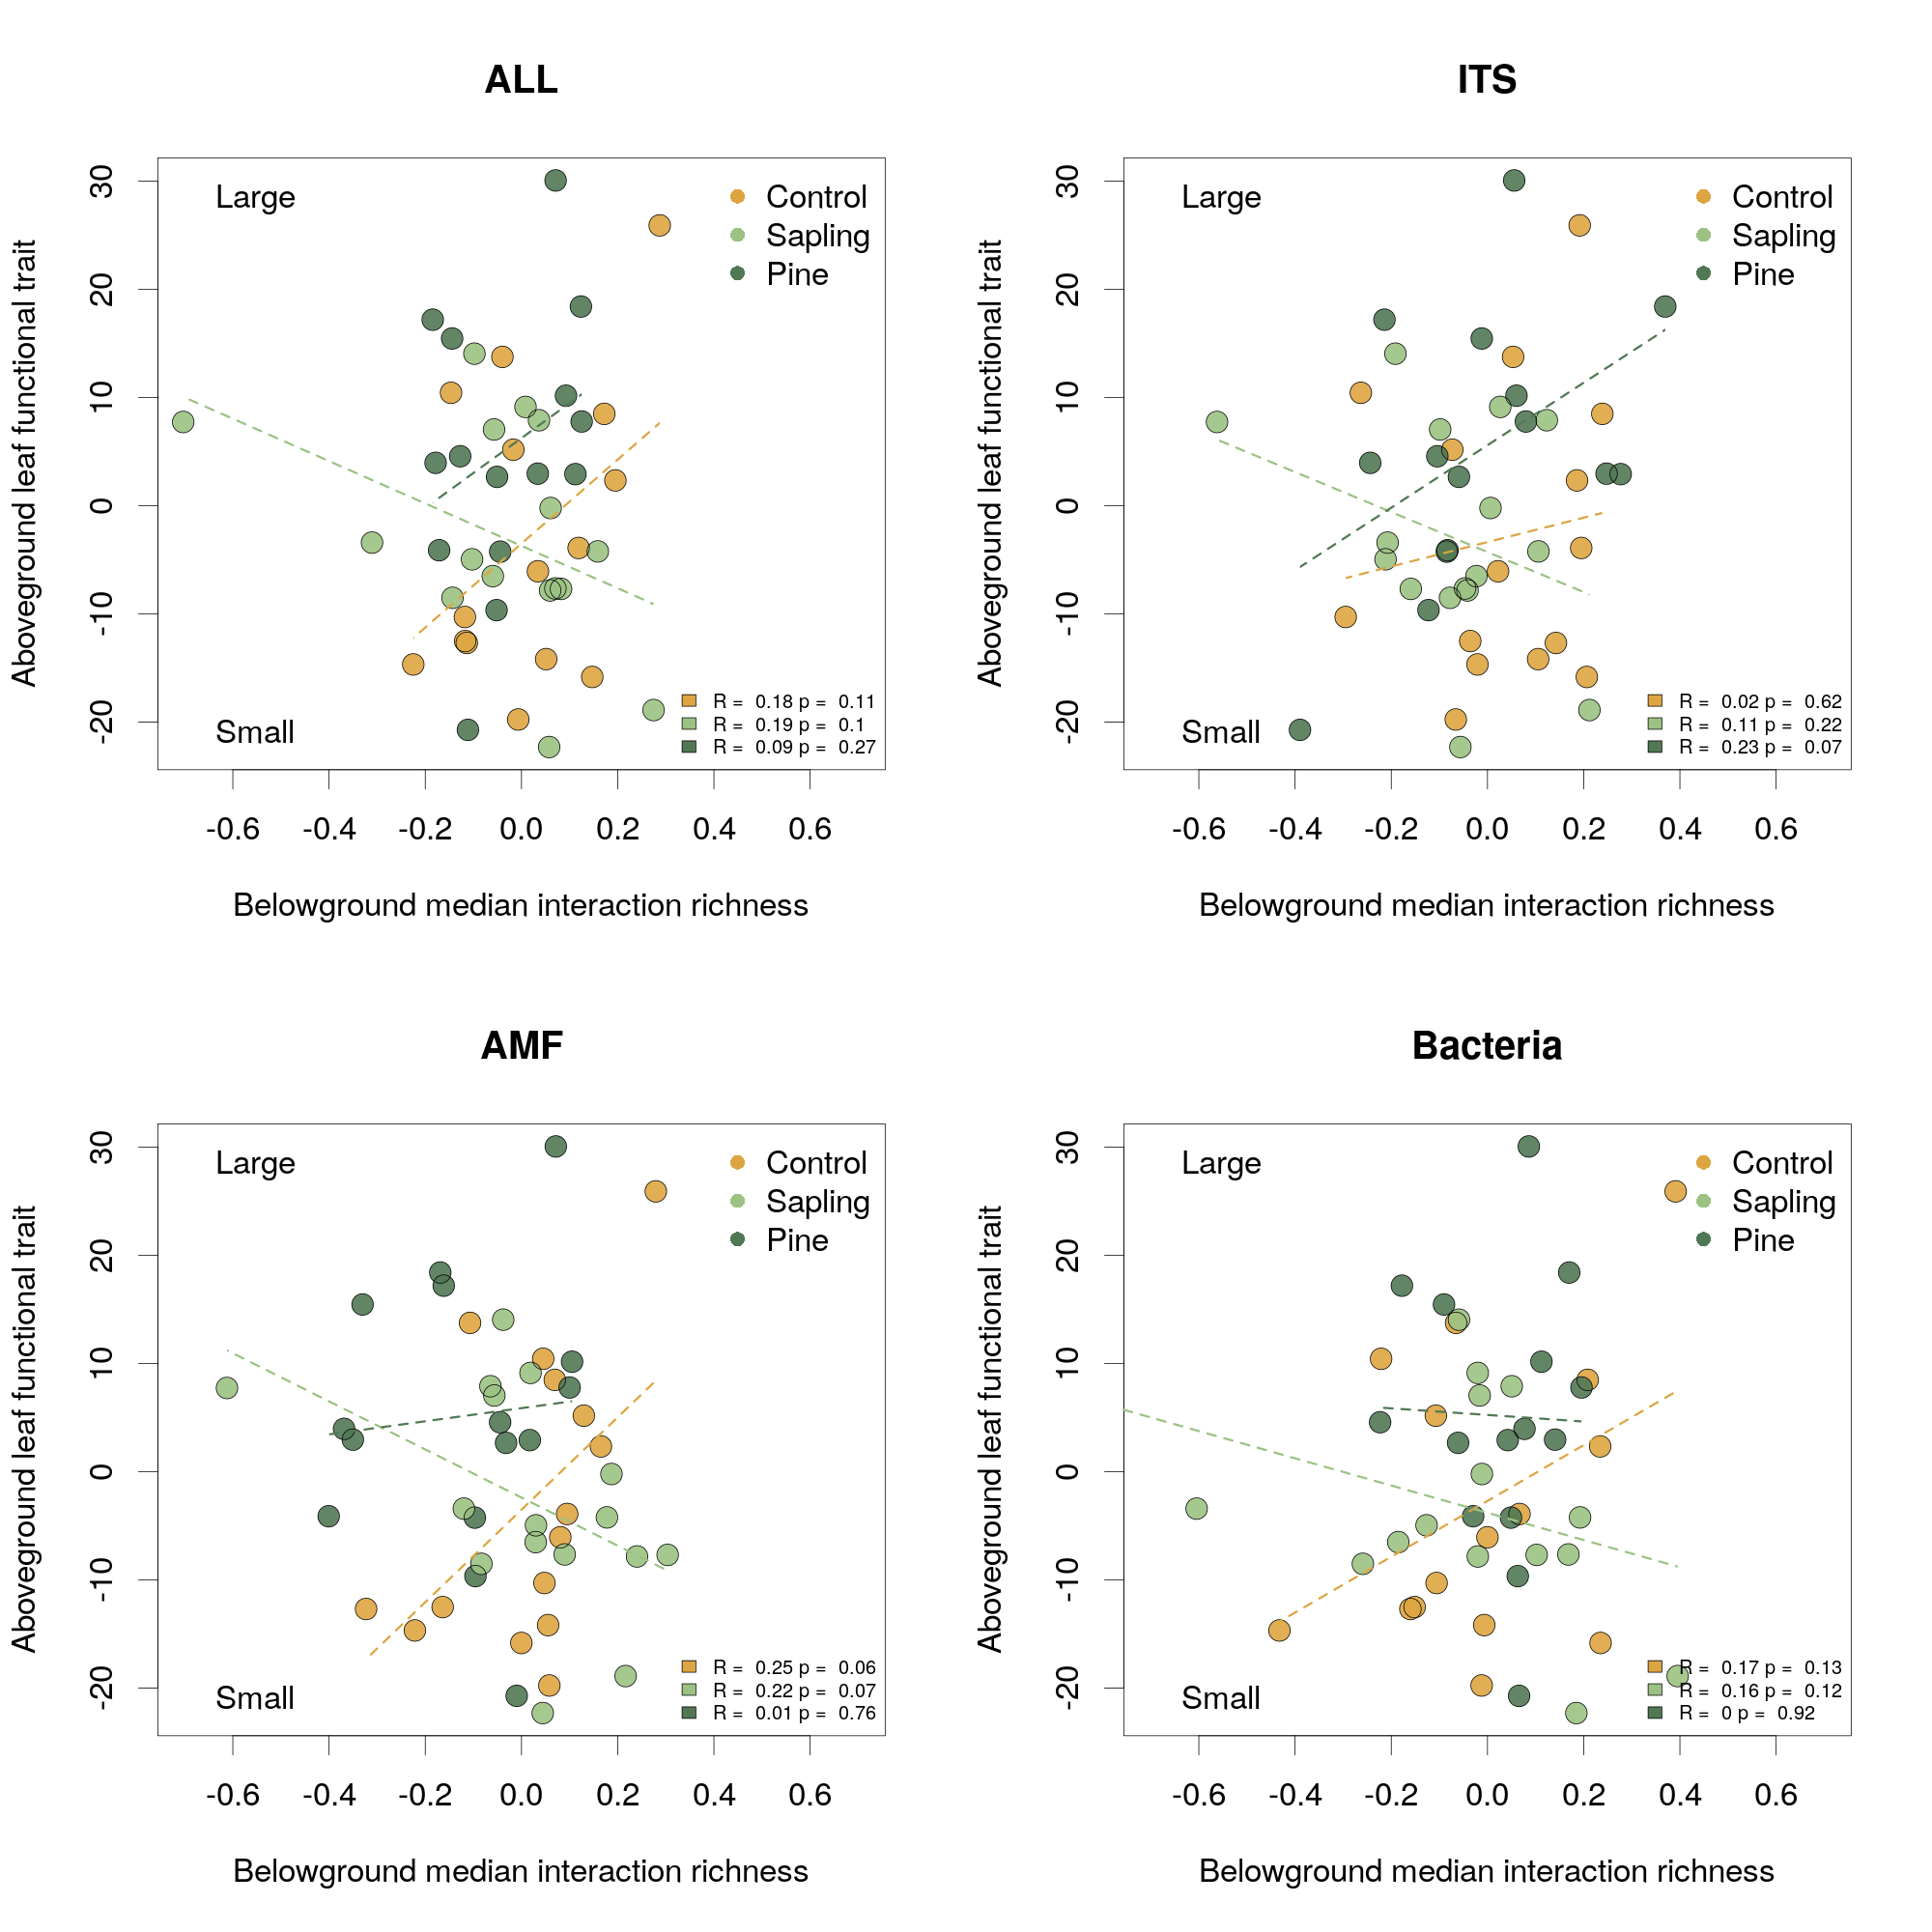 ALL
Aboveground leaf functional trait
30
20
10
0
-10
-20
Large
Small
Control
Sapling
Pine
R = 0.18 p = 0.11
R = 0.19 p = 0.1
R = 0.09 p = 0.27
-0.6 -0.4 -0.2 0.0 0.2 0.4 0.6
Belowground median interaction richness
ITS
Aboveground leaf functional trait
30
20
10
0
-10
-20
Large
Small
Control
Sapling
Pine
R = 0.02 p = 0.62
R = 0.11 p = 0.22
R = 0.23 p = 0.07
-0.6 -0.4 -0.2 0.0 0.2 0.4 0.6
Belowground median interaction richness
AMF
Aboveground leaf functional trait
30
20
10
0
-10
-20
Large
Small
Control
Sapling
Pine
R = 0.25 p = 0.06
R = 0.22 p = 0.07
R = 0.01 p = 0.76
-0.6 -0.4 -0.2 0.0 0.2 0.4 0.6
Belowground median interaction richness
Bacteria
Aboveground leaf functional trait
30
20
10
0
-10
-20
Large
Small
Control
Sapling
Pine
R = 0.17 p = 0.13
R = 0.16 p = 0.12
R = 0 p = 0.92
-0.6 -0.4 -0.2 0.0 0.2 0.4 0.6
Belowground median interaction richness